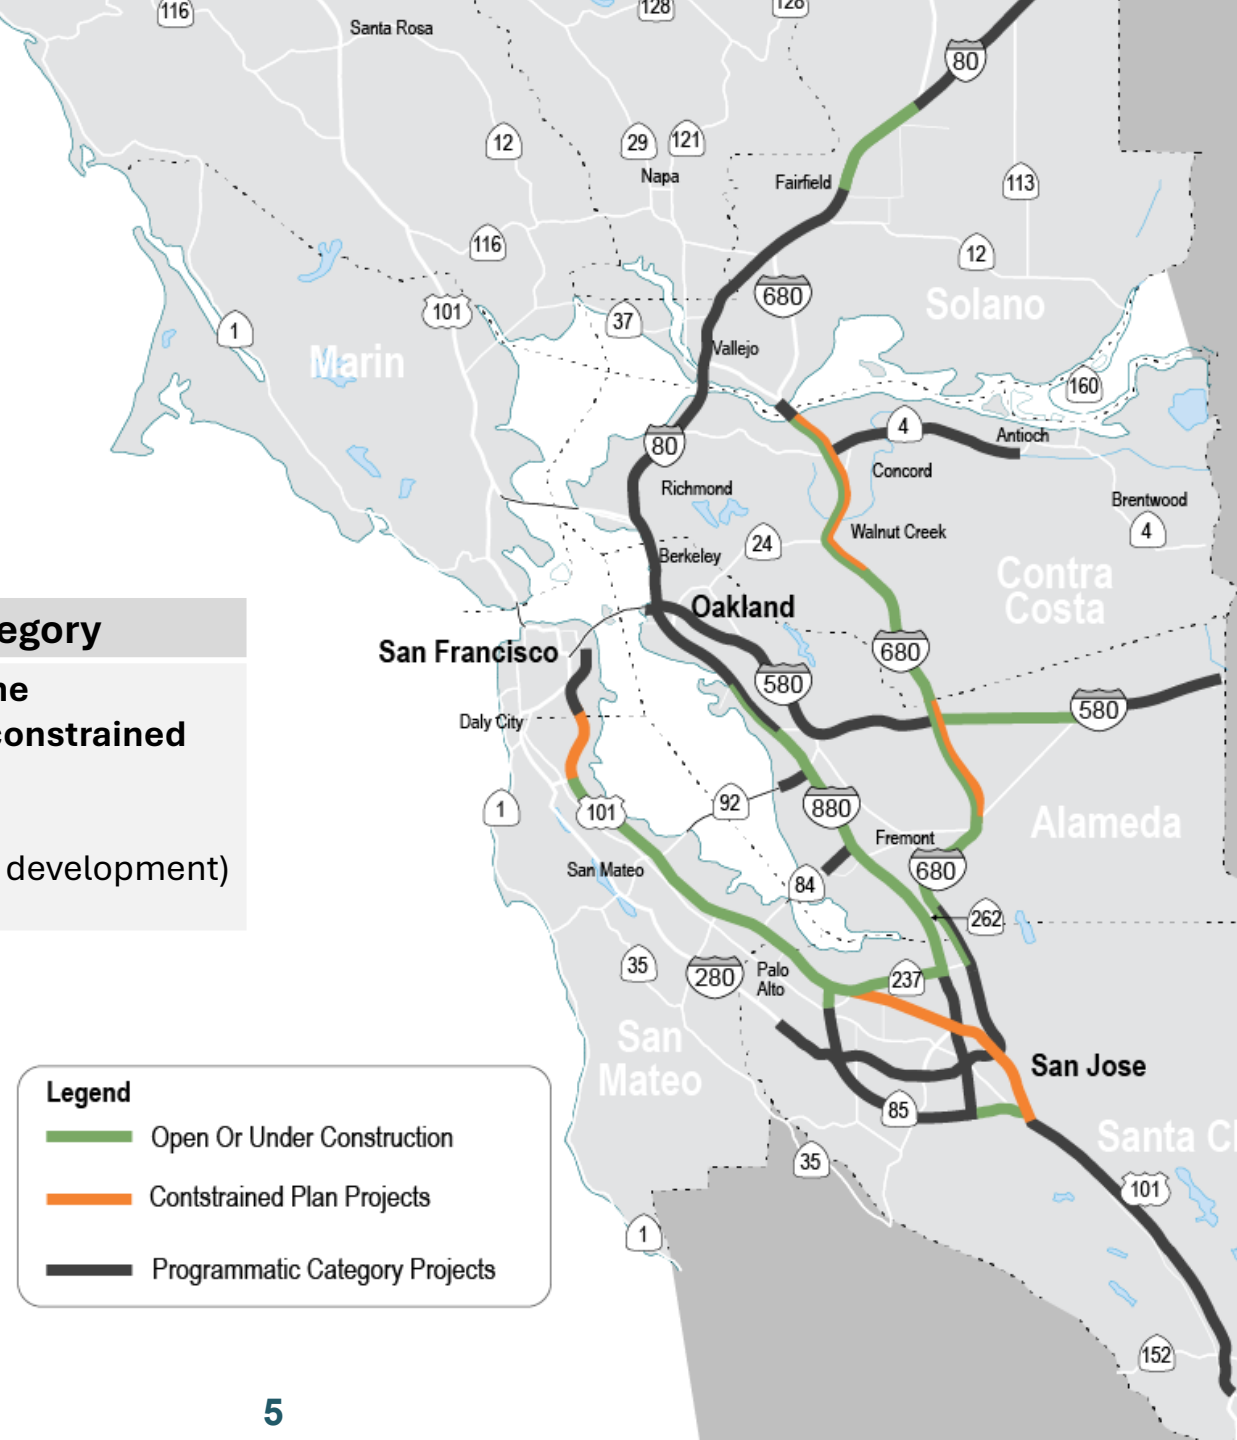 116
Santa Rosa
128
128
80
12
29
121
Napa
Fairfield
113
116
12
680
Solano
101
37
1
Vallejo
Marin
160
4
Antioch
80
Concord
Richmond
Brentwood
Walnut Creek
4
24
Berkeley
Contra
Costa
Oakland
egory
San Francisco
680
ne
580
580
Daly City
constrained
92
880
1
101
Alameda
Fremont
development)
San Mateo
680
84
262
35
280
Palo
Alto
237
San
Mateo
San Jose
85
Santa Cl
35
101
1
152
Legend
Open Or Under Construction
Contstrained Plan Projects
Programmatic Category Projects
5